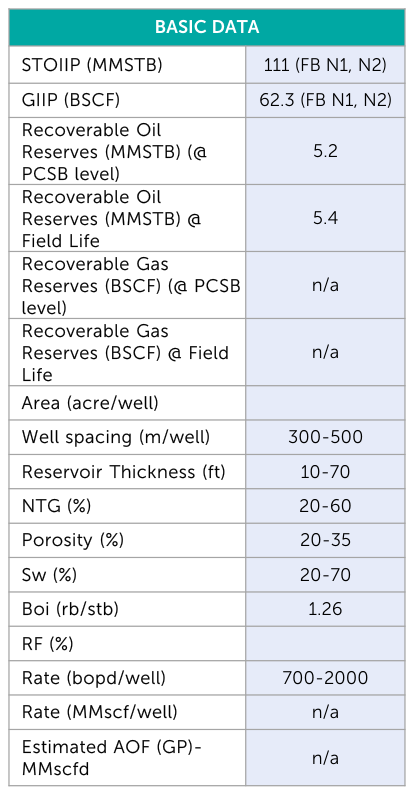 BASIC DATA
STOIIP (MMSTB) 111 (FB N1, N2)
GIIP (BSCF) 62.3 (FB N1, N2)
Recoverable Oil
Reserves (MMSTB) (@
PCSB level)
5.2
Recoverable Oil
Reserves (MMSTB) @
Field Life
5.4
Recoverable Gas
Reserves (BSCF) (@ PCSB
level)
n/a
Recoverable Gas
Reserves (BSCF) @ Field
Life
n/a
Area (acre/well)
Well spacing (m/well) 300-500
Reservoir Thickness (ft) 10-70
NTG (%) 20-60
Porosity (%) 20-35
Sw (%) 20-70
Boi (rb/stb) 1.26
RF (%)
Rate (bopd/well) 700-2000
Rate (MMscf/well) n/a
Estimated AOF (GP)-
MMscfd
n/a